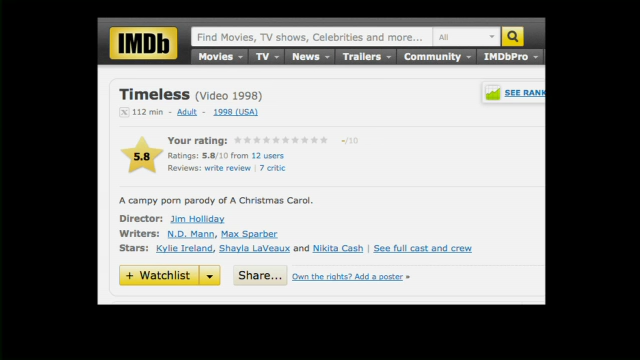 IMDb
Find Movies, TV shows, Celebrities and more... All
Movies TV News Trailers Community IMDbPro
Timeless (Video 1998)
SEE RANK
X 112 min - Adult - 1998 (USA)
Your rating: -/10
5.8
Ratings: 5.8/10 from 12 users
Reviews: write review | 7 critic
A campy porn parody of A Christmas Carol.
Director: Jim Holliday
Writers: N.D. Mann, Max Sparber
Stars: Kylie Ireland, Shayla LaVeaux and Nikita Cash | See full cast and crew
+ Watchlist Share... Own the rights? Add a poster »